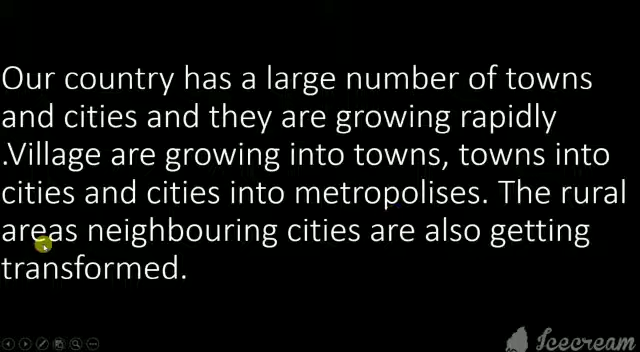 Our country has a large number of towns
and cities and they are growing rapidly
.Village are growing into towns, towns into
cities and cities into metropolises. The rural
areas neighbouring cities are also getting
transformed.
Icecream